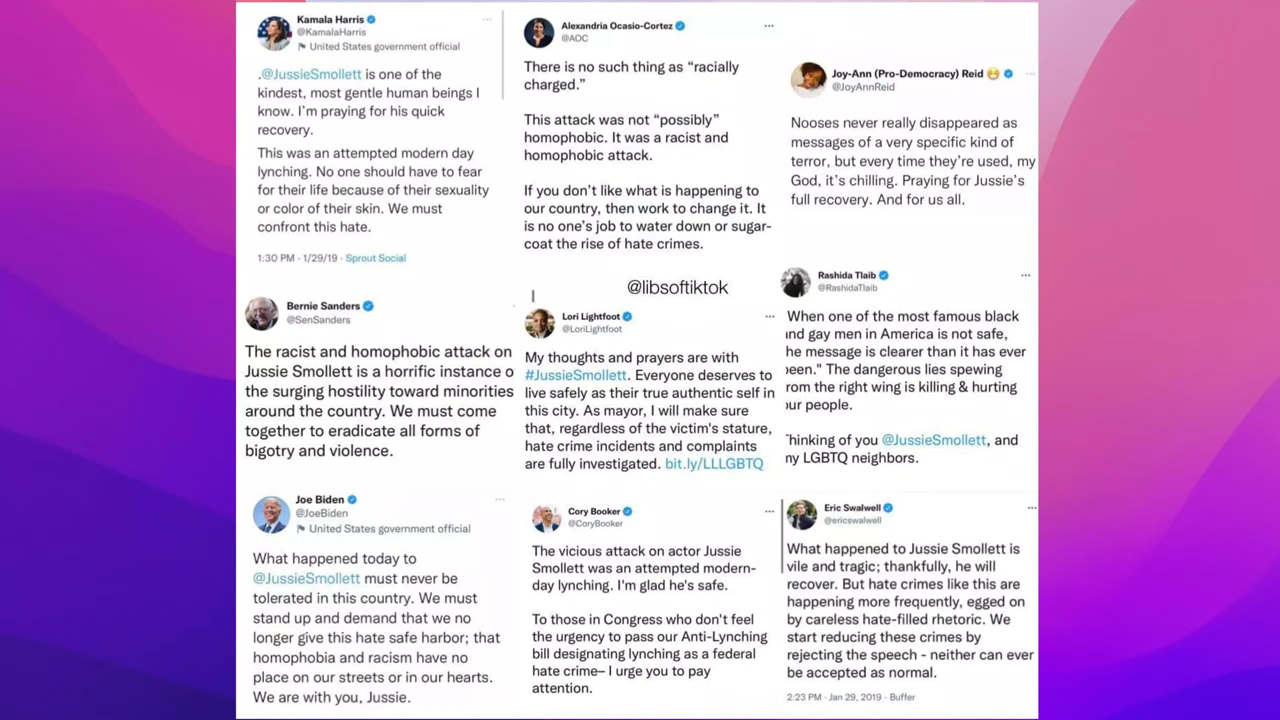 Kamala Harris
@KamalaHarris
United States government official
.@JussieSmollett is one of the
kindest, most gentle human beings I
know. I'm praying for his quick
recovery.
This was an attempted modern day
lynching. No one should have to fear
for their life because of their sexuality
or color of their skin. We must
confront this hate.
1:30 PM · 1/29/19 · Sprout Social
Alexandria Ocasio-Cortez
@AOC
There is no such thing as “racially
charged.”
This attack was not “possibly”
homophobic. It was a racist and
homophobic attack.
If you don’t like what is happening to
our country, then work to change it. It
is no one’s job to water down or sugar-
coat the rise of hate crimes.
Joy-Ann (Pro-Democracy) Reid 😷
@JoyAnnReid
Nooses never really disappeared as
messages of a very specific kind of
terror, but every time they’re used, my
God, it’s chilling. Praying for Jussie’s
full recovery. And for us all.
@libsoftiktok
Bernie Sanders
@SenSanders
The racist and homophobic attack on
Jussie Smollett is a horrific instance o
the surging hostility toward minorities
around the country. We must come
together to eradicate all forms of
bigotry and violence.
Lori Lightfoot
@LoriLightfoot
My thoughts and prayers are with
#JussieSmollett. Everyone deserves to
live safely as their true authentic self in
this city. As mayor, I will make sure
that, regardless of the victim's stature,
hate crime incidents and complaints
are fully investigated. bit.ly/LLLGBTQ
Rashida Tlaib
@RashidaTlaib
When one of the most famous black
nd gay men in America is not safe,
he message is clearer than it has ever
een." The dangerous lies spewing
rom the right wing is killing & hurting
ur people.
hinking of you @JussieSmollett, and
ny LGBTQ neighbors.
Joe Biden
@JoeBiden
United States government official
What happened today to
@JussieSmollett must never be
tolerated in this country. We must
stand up and demand that we no
longer give this hate safe harbor; that
homophobia and racism have no
place on our streets or in our hearts.
We are with you, Jussie.
Cory Booker
@CoryBooker
The vicious attack on actor Jussie
Smollett was an attempted modern-
day lynching. I'm glad he's safe.
To those in Congress who don't feel
the urgency to pass our Anti-Lynching
bill designating lynching as a federal
hate crime– I urge you to pay
attention.
Eric Swalwell
@ericswalwell
What happened to Jussie Smollett is
vile and tragic; thankfully, he will
recover. But hate crimes like this are
happening more frequently, egged on
by careless hate-filled rhetoric. We
start reducing these crimes by
rejecting the speech - neither can ever
be accepted as normal.
2:23 PM · Jan 29, 2019 · Buffer